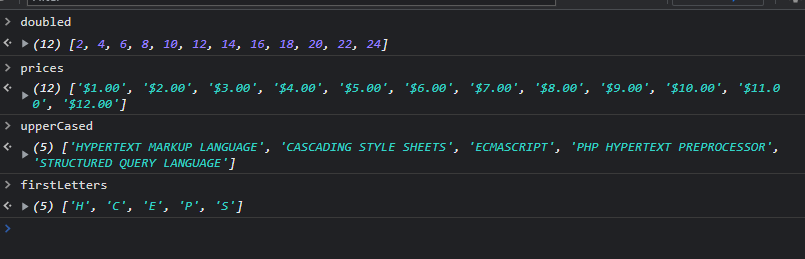 doubled
(12) [2, 4, 6, 8, 10, 12, 14, 16, 18, 20, 22, 24]
prices
(12) ['$1.00', '$2.00', '$3.00', '$4.00', '$5.00', '$6.00', '$7.00', '$8.00', '$9.00', '$10.00', '$11.0
0', '$12.00']
upperCased
(5) ['HYPERTEXT MARKUP LANGUAGE', 'CASCADING STYLE SHEETS', 'ECMASCRIPT', 'PHP HYPERTEXT PREPROCESSOR',
'STRUCTURED QUERY LANGUAGE']
firstLetters
(5) ['H', 'C', 'E', 'P', 'S']